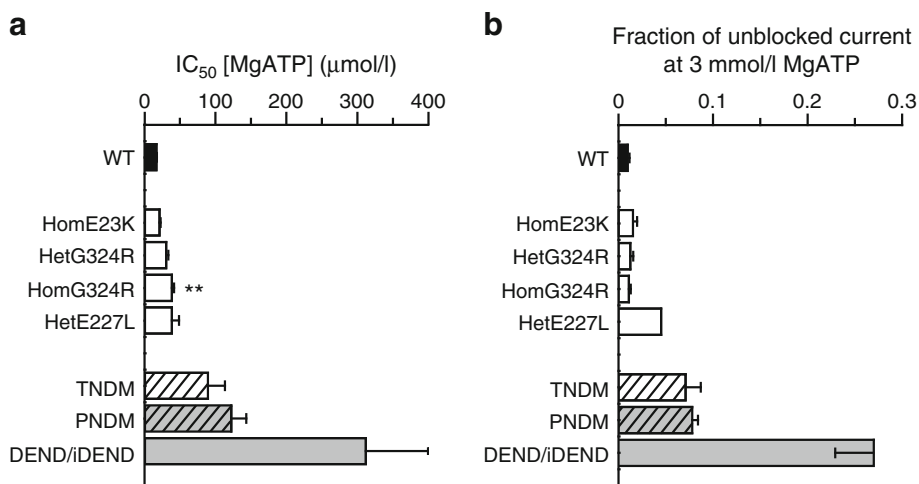 a
IC50 [MgATP] (μmol/l)
0 100 200 300 400
WT
HomE23K
HetG324R
HomG324R **
HetE227L
TNDM
PNDM
DEND/iDEND
b
Fraction of unblocked current
at 3 mmol/l MgATP
0 0.1 0.2 0.3
WT
HomE23K
HetG324R
HomG324R
HetE227L
TNDM
PNDM
DEND/iDEND